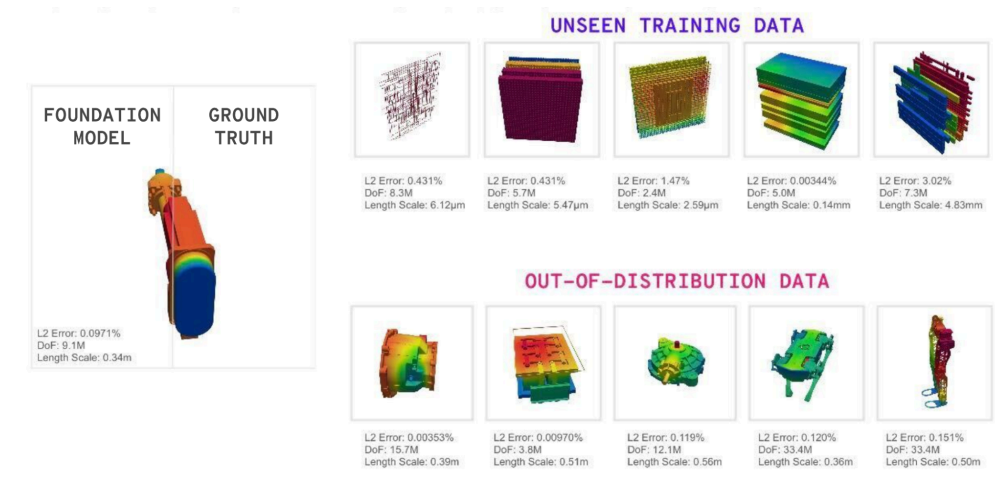 FOUNDATION
MODEL
GROUND
TRUTH
L2 Error: 0.0971%
DoF: 9.1M
Length Scale: 0.34m
UNSEEN TRAINING DATA
L2 Error: 0.431%
DoF: 8.3M
Length Scale: 6.12μm
L2 Error: 0.431%
DoF: 5.7M
Length Scale: 5.47μm
L2 Error: 1.47%
DoF: 2.4M
Length Scale: 2.59μm
L2 Error: 0.00344%
DoF: 5.0M
Length Scale: 0.14mm
L2 Error: 3.02%
DoF: 7.3M
Length Scale: 4.83mm
OUT-OF-DISTRIBUTION DATA
L2 Error: 0.00353%
DoF: 15.7M
Length Scale: 0.39m
L2 Error: 0.00970%
DoF: 3.8M
Length Scale: 0.51m
L2 Error: 0.119%
DoF: 12.1M
Length Scale: 0.56m
L2 Error: 0.120%
DoF: 33.4M
Length Scale: 0.36m
L2 Error: 0.151%
DoF: 33.4M
Length Scale: 0.50m